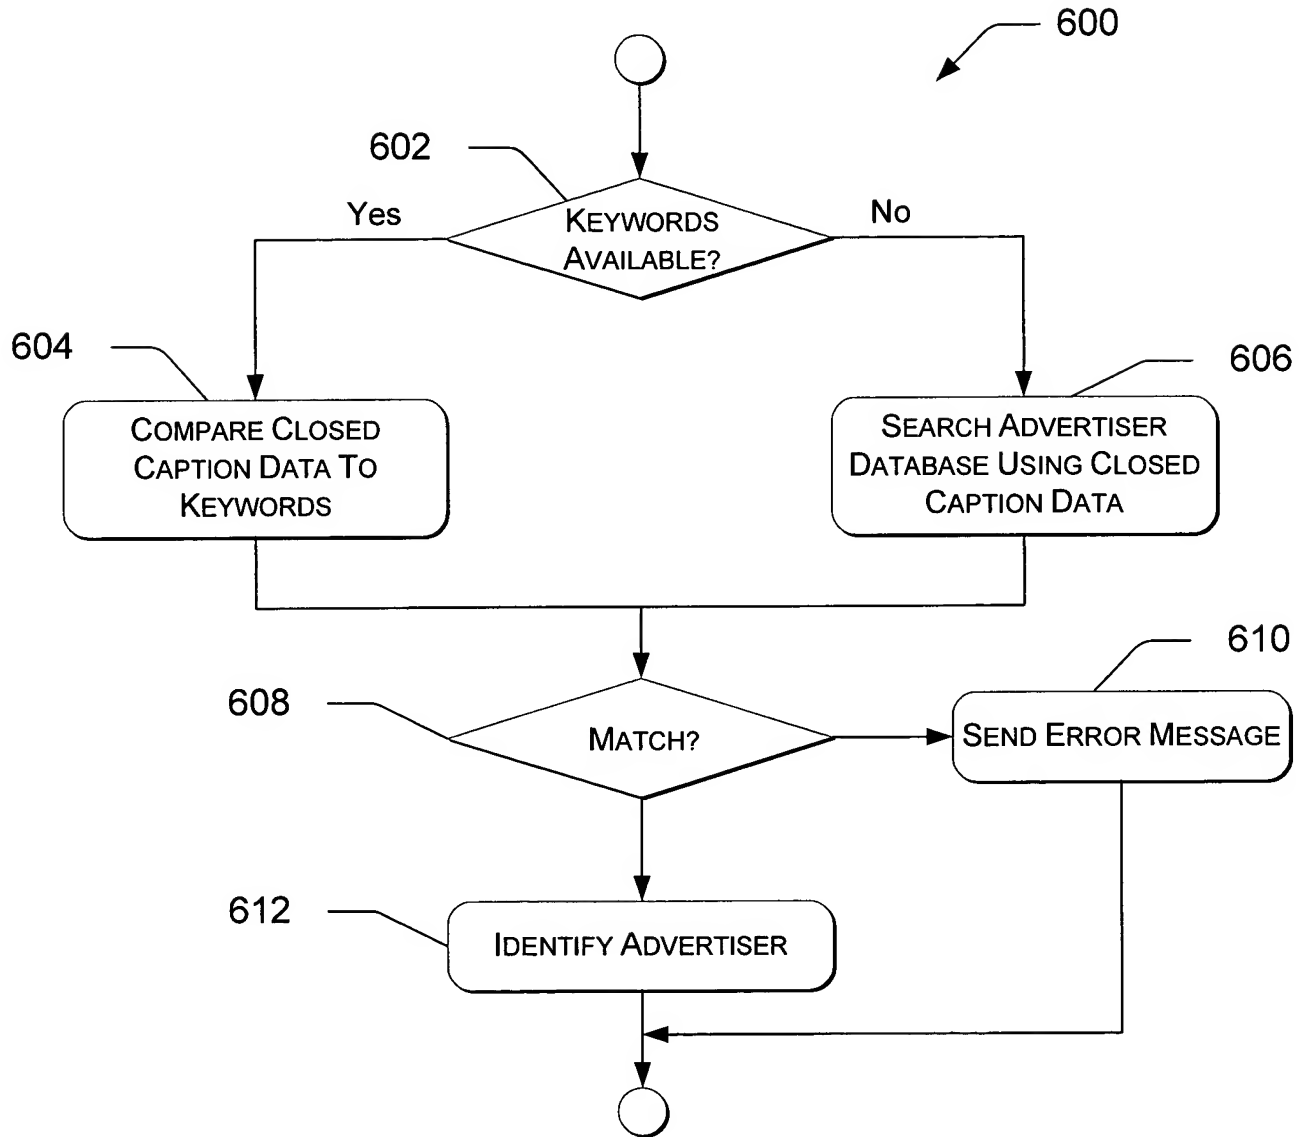 600
602
Yes
No
KEYWORDS
AVAILABLE?
604
606
COMPARE CLOSED
CAPTION DATA TO
KEYWORDS
SEARCH ADVERTISER
DATABASE USING CLOSED
CAPTION DATA
610
608
MATCH?
SEND ERROR MESSAGE
612
IDENTIFY ADVERTISER